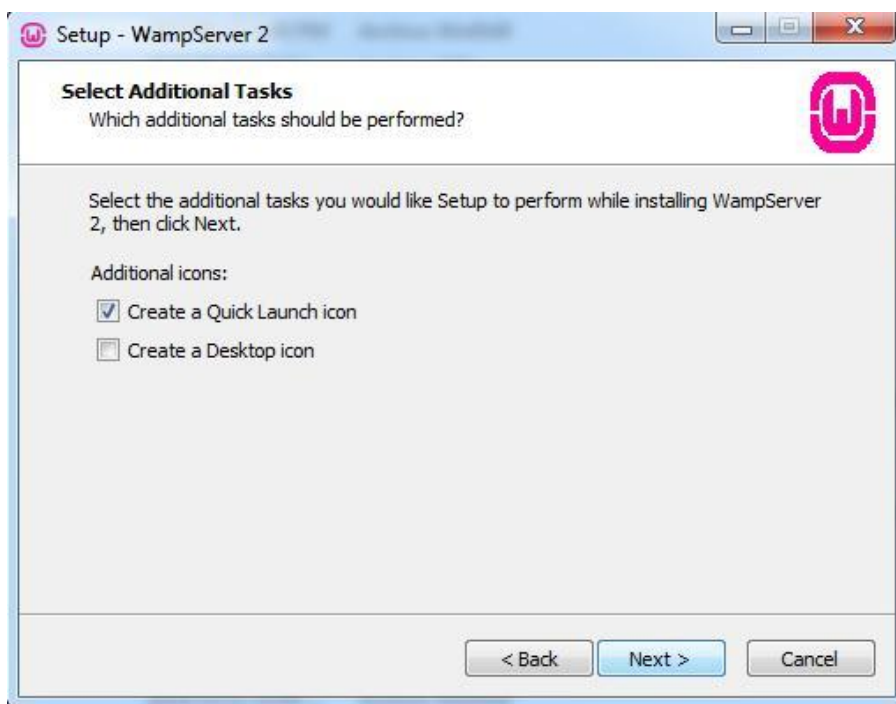 Setup - WampServer 2
Select Additional Tasks
Which additional tasks should be performed?
Select the additional tasks you would like Setup to perform while installing WampServer
2, then click Next.
Additional icons:
Create a Quick Launch icon
Create a Desktop icon
< Back Next > Cancel